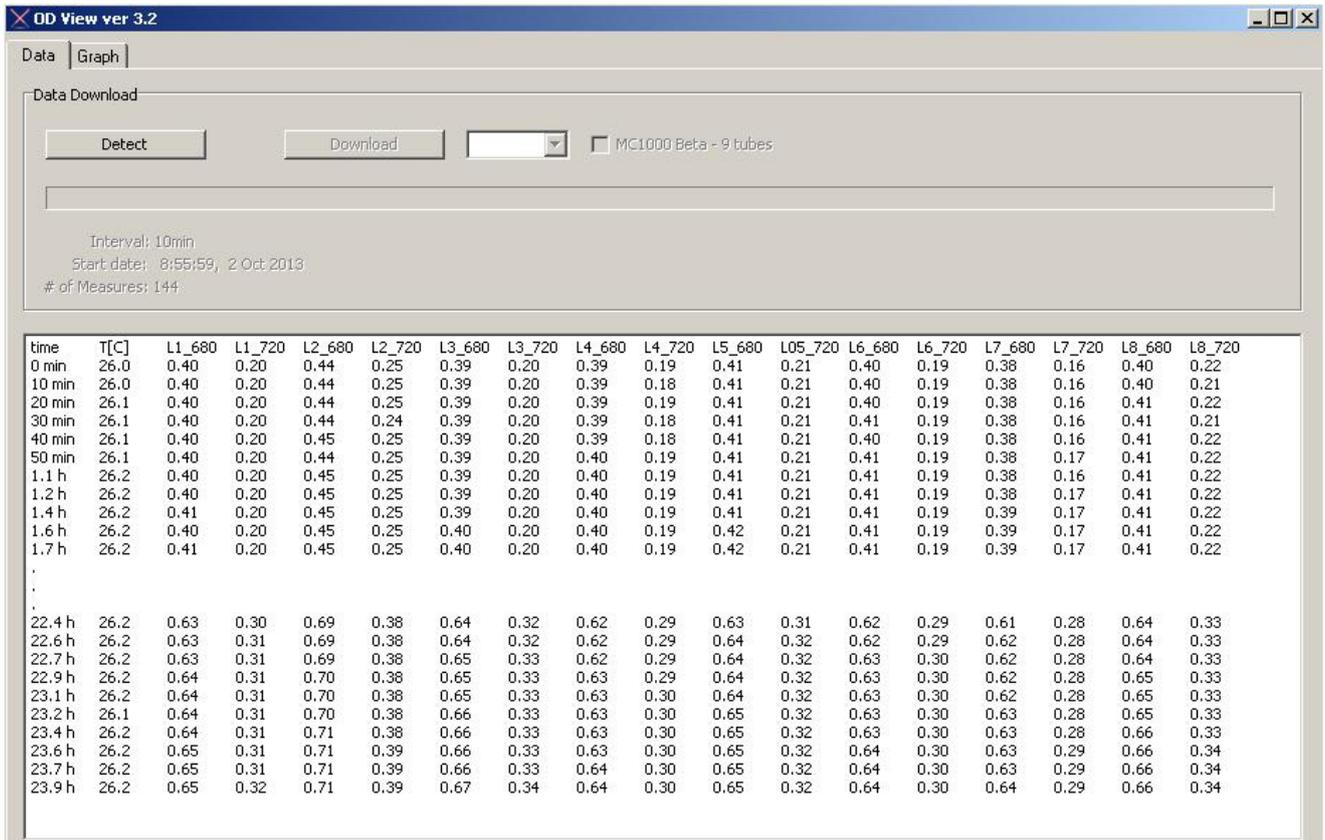 OD View ver 3.2
Data Graph
Data Download
Detect Download MC1000 Beta - 9 tubes
Interval: 10min
Start date: 8:55:59, 2 Oct 2013
# of Measures: 144
time T[C] L1_680 L1_720 L2_680 L2_720 L3_680 L3_720 L4_680 L4_720 L5_680 L05_720 L6_680 L6_720 L7_680 L7_720 L8_680 L8_720
0 min 26.0 0.40 0.20 0.44 0.25 0.39 0.20 0.39 0.19 0.41 0.21 0.40 0.19 0.38 0.16 0.40 0.22
10 min 26.0 0.40 0.20 0.44 0.25 0.39 0.20 0.39 0.18 0.41 0.21 0.40 0.19 0.38 0.16 0.40 0.21
20 min 26.1 0.40 0.20 0.44 0.25 0.39 0.20 0.39 0.19 0.41 0.21 0.40 0.19 0.38 0.16 0.41 0.22
30 min 26.1 0.40 0.20 0.44 0.24 0.39 0.20 0.39 0.18 0.41 0.21 0.41 0.19 0.38 0.16 0.41 0.21
40 min 26.1 0.40 0.20 0.45 0.25 0.39 0.20 0.39 0.18 0.41 0.21 0.40 0.19 0.38 0.16 0.41 0.22
50 min 26.1 0.40 0.20 0.44 0.25 0.39 0.20 0.40 0.19 0.41 0.21 0.41 0.19 0.38 0.17 0.41 0.22
1.1 h 26.2 0.40 0.20 0.45 0.25 0.39 0.20 0.40 0.19 0.41 0.21 0.41 0.19 0.38 0.16 0.41 0.22
1.2 h 26.2 0.40 0.20 0.45 0.25 0.39 0.20 0.40 0.19 0.41 0.21 0.41 0.19 0.38 0.17 0.41 0.22
1.4 h 26.2 0.41 0.20 0.45 0.25 0.39 0.20 0.40 0.19 0.41 0.21 0.41 0.19 0.39 0.17 0.41 0.22
1.6 h 26.2 0.40 0.20 0.45 0.25 0.40 0.20 0.40 0.19 0.42 0.21 0.41 0.19 0.39 0.17 0.41 0.22
1.7 h 26.2 0.41 0.20 0.45 0.25 0.40 0.20 0.40 0.19 0.42 0.21 0.41 0.19 0.39 0.17 0.41 0.22
.
.
.
22.4 h 26.2 0.63 0.30 0.69 0.38 0.64 0.32 0.62 0.29 0.63 0.31 0.62 0.29 0.61 0.28 0.64 0.33
22.6 h 26.2 0.63 0.31 0.69 0.38 0.64 0.32 0.62 0.29 0.64 0.32 0.62 0.29 0.62 0.28 0.64 0.33
22.7 h 26.2 0.63 0.31 0.69 0.38 0.65 0.33 0.62 0.29 0.64 0.32 0.63 0.30 0.62 0.28 0.64 0.33
22.9 h 26.2 0.64 0.31 0.70 0.38 0.65 0.33 0.63 0.29 0.64 0.32 0.63 0.30 0.62 0.28 0.65 0.33
23.1 h 26.2 0.64 0.31 0.70 0.38 0.65 0.33 0.63 0.30 0.64 0.32 0.63 0.30 0.62 0.28 0.65 0.33
23.2 h 26.1 0.64 0.31 0.70 0.38 0.66 0.33 0.63 0.30 0.65 0.32 0.63 0.30 0.63 0.28 0.65 0.33
23.4 h 26.2 0.64 0.31 0.71 0.38 0.66 0.33 0.63 0.30 0.65 0.32 0.63 0.30 0.63 0.28 0.66 0.33
23.6 h 26.2 0.65 0.31 0.71 0.39 0.66 0.33 0.63 0.30 0.65 0.32 0.64 0.30 0.63 0.29 0.66 0.34
23.7 h 26.2 0.65 0.31 0.71 0.39 0.66 0.33 0.64 0.30 0.65 0.32 0.64 0.30 0.63 0.29 0.66 0.34
23.9 h 26.2 0.65 0.32 0.71 0.39 0.67 0.34 0.64 0.30 0.65 0.32 0.64 0.30 0.64 0.29 0.66 0.34